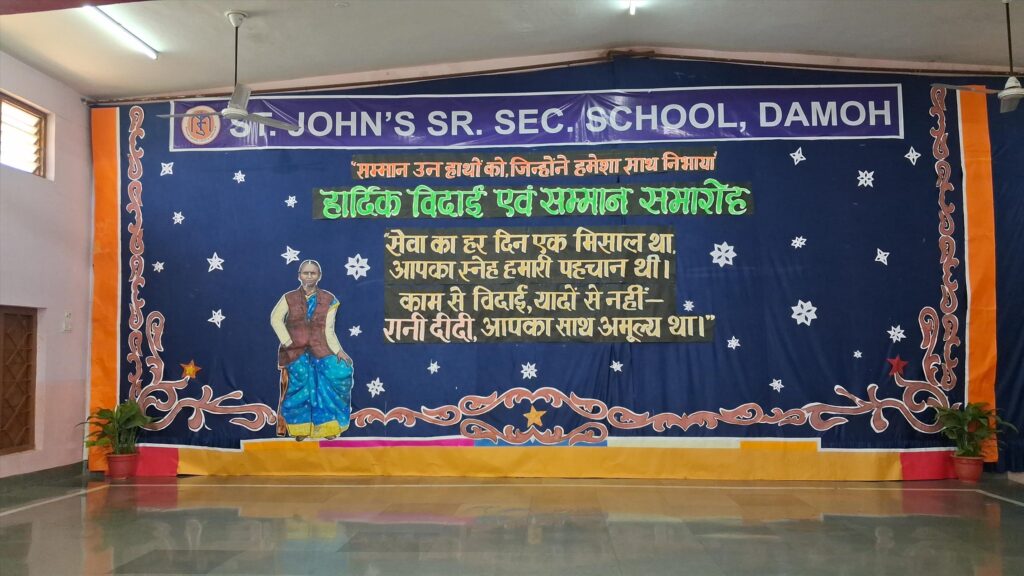 ST. JOHN'S SR. SEC. SCHOOL, DAMOH
"सम्मान उन हाथों को, जिन्होंने हमेशा साथ निभाया"
हार्दिक विदाई एवं सम्मान समारोह
"सेवा का हर दिन एक मिसाल था,
आपका स्नेह हमारी पहचान थी।
काम से विदाई, यादों से नहीं—
रानी दीदी, आपका साथ अमूल्य था।"